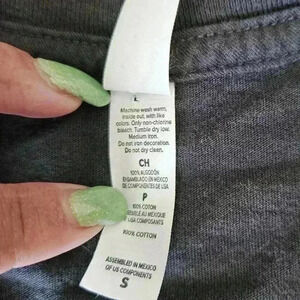 L
Machine wash warm,
inside out, with like
colors. Only non-chlorine
bleach. Tumble dry low.
Medium iron.
Do not iron decoration.
Do not dry clean.
CH
100% ALGODÓN
ENSAMBLADO EN MEXICO
DE COMPONENTES DE USA
P
100% COTON
AU MEXIQUE
USA COMPOSANTS
100% COTTON
ASSEMBLED IN MEXICO
OF US COMPONENTS
S